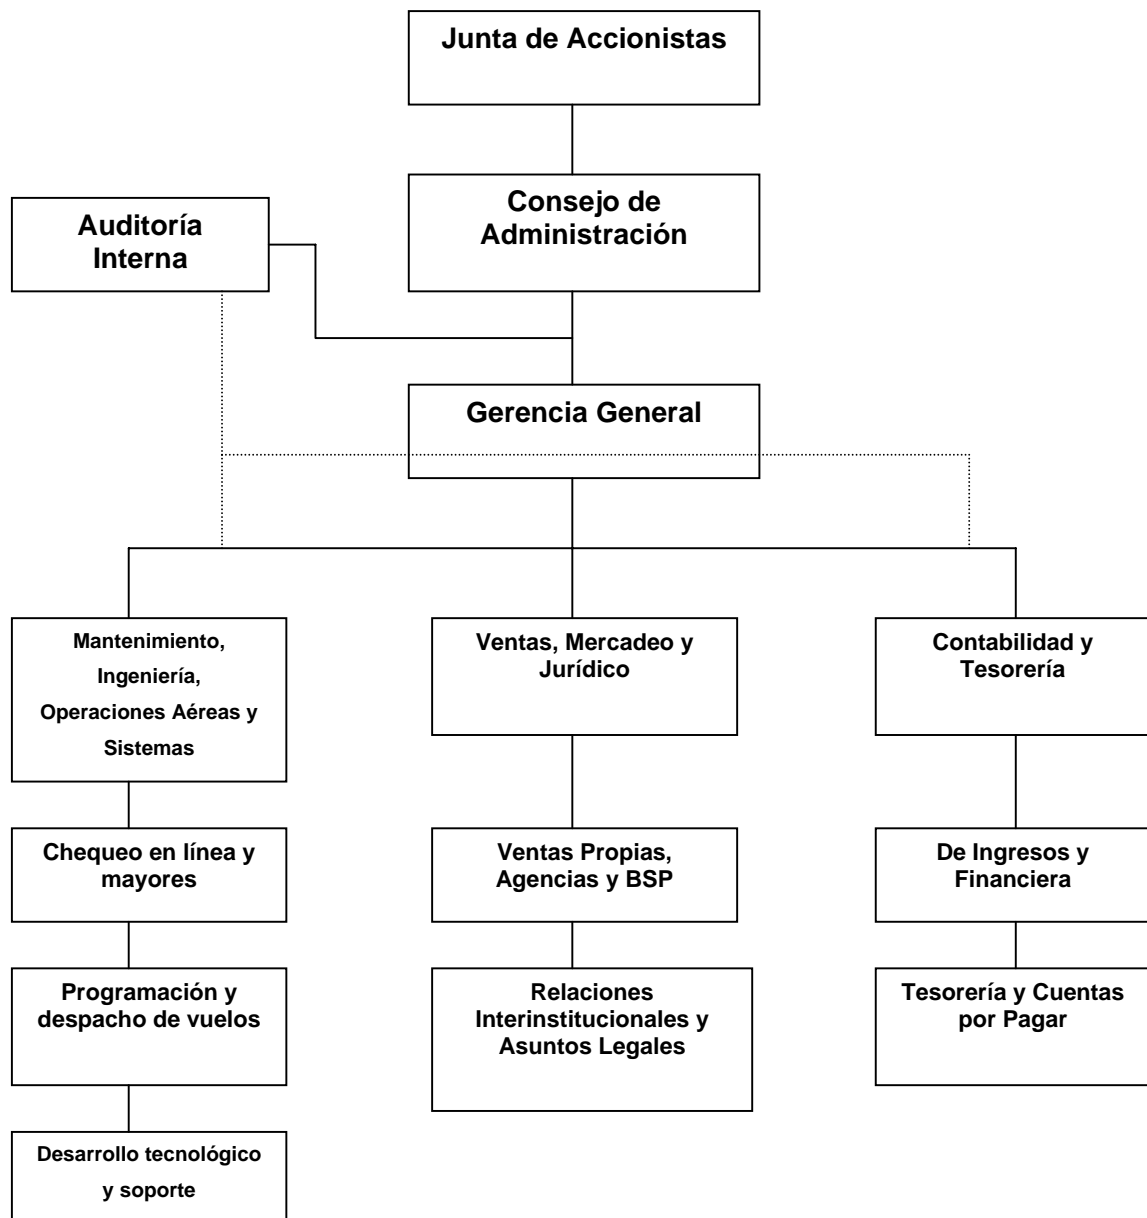 Junta de Accionistas
Consejo de
Administración
Auditoría
Interna
Gerencia General
Mantenimiento,
Ingeniería,
Operaciones Aéreas y
Sistemas
Ventas, Mercadeo y
Jurídico
Contabilidad y
Tesorería
Chequeo en línea y
mayores
Ventas Propias,
Agencias y BSP
De Ingresos y
Financiera
Programación y
despacho de vuelos
Relaciones
Interinstitucionales y
Asuntos Legales
Tesorería y Cuentas
por Pagar
Desarrollo tecnológico
y soporte